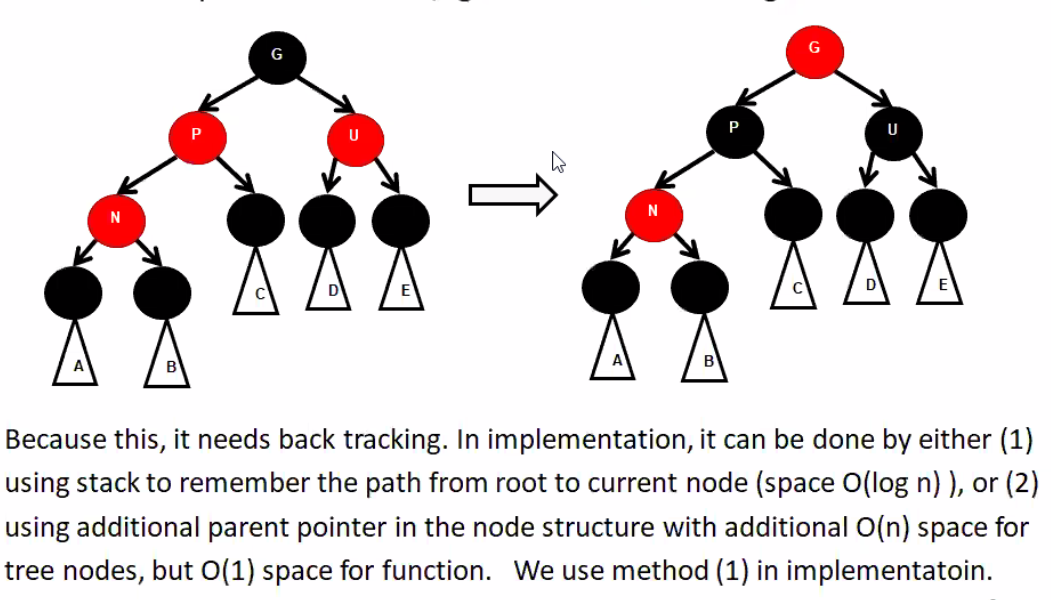 G
G
P
U
P
U
N
N
C
D
E
C
D
E
A
B
A
B
Because this, it needs back tracking. In implementation, it can be done by either (1)
using stack to remember the path from root to current node (space O(log n) ), or (2)
using additional parent pointer in the node structure with additional O(n) space for
tree nodes, but O(1) space for function. We use method (1) in implementatoin.